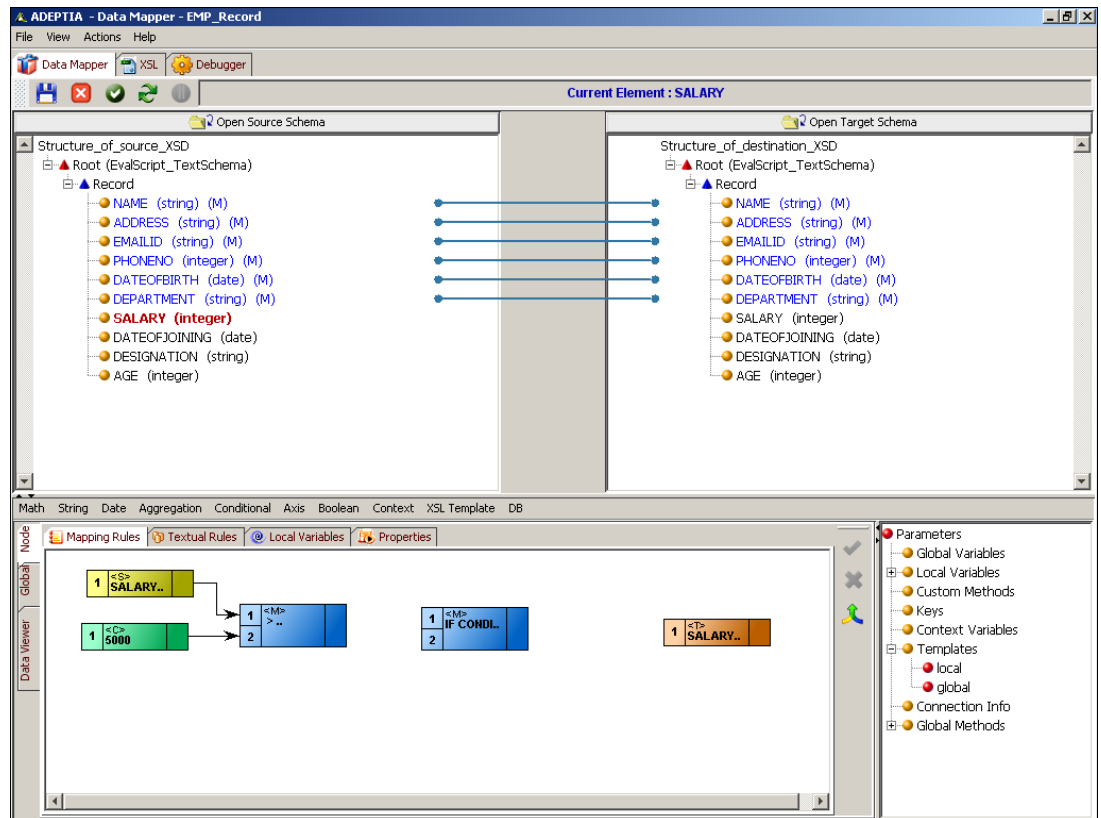 ADEPTIA - Data Mapper - EMP_Record
File View Actions Help
Data Mapper XSL Debugger
Current Element : SALARY
Open Source Schema
Open Target Schema
Structure_of_source_XSD
Root (EvalScript_TextSchema)
Record
NAME (string) (M)
ADDRESS (string) (M)
EMAILID (string) (M)
PHONENO (integer) (M)
DATEOFBIRTH (date) (M)
DEPARTMENT (string) (M)
SALARY (integer)
DATEOFJOINING (date)
DESIGNATION (string)
AGE (integer)
Structure_of_destination_XSD
Root (EvalScript_TextSchema)
Record
NAME (string) (M)
ADDRESS (string) (M)
EMAILID (string) (M)
PHONENO (integer) (M)
DATEOFBIRTH (date) (M)
DEPARTMENT (string) (M)
SALARY (integer)
DATEOFJOINING (date)
DESIGNATION (string)
AGE (integer)
Math String Date Aggregation Conditional Axis Boolean Context XSL Template DB
Node
Global
Data Viewer
Mapping Rules Textual Rules Local Variables Properties
1 <S> SALARY..
1 <C> 5000
1 <M> > ..
2
1 <M> IF CONDI..
2
1 <T> SALARY..
Parameters
Global Variables
Local Variables
Custom Methods
Keys
Context Variables
Templates
local
global
Connection Info
Global Methods